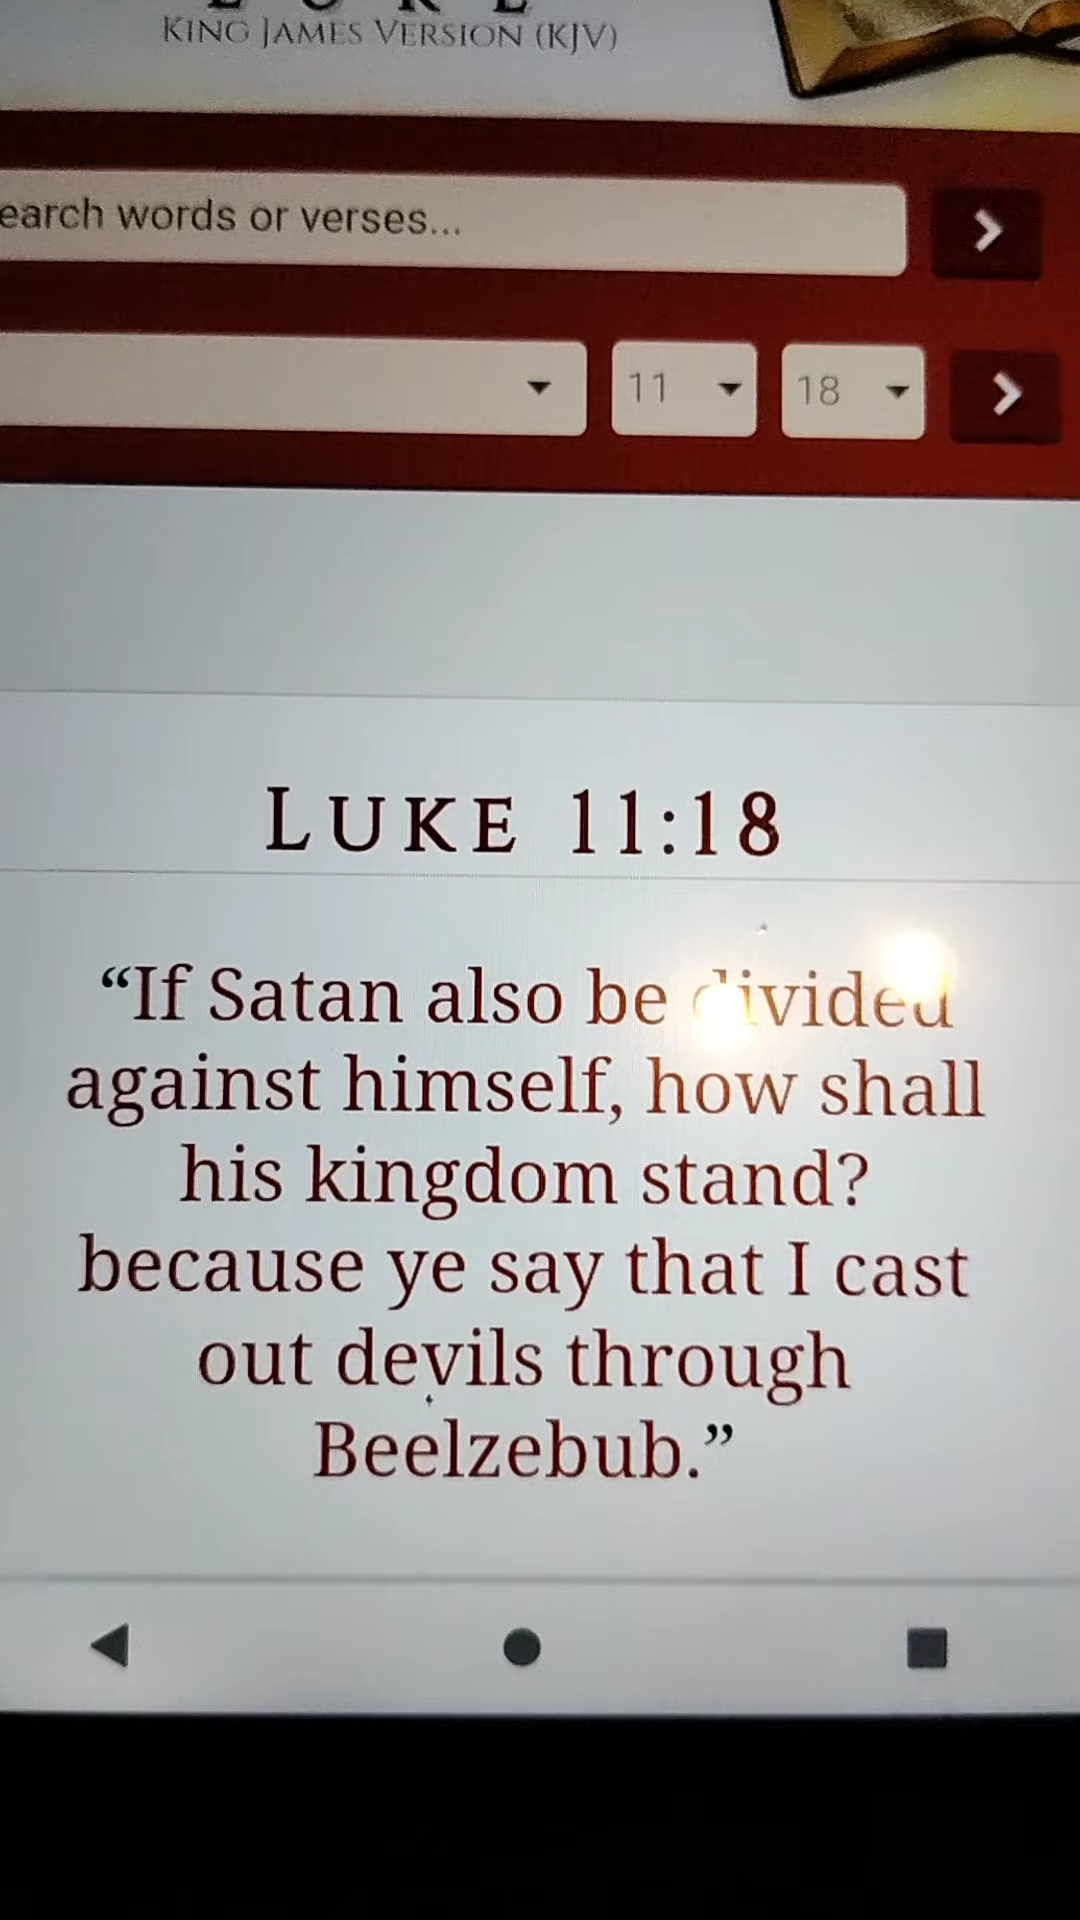 KING JAMES VERSION (KJV)
earch words or verses...
11
18
LUKE 11:18
“If Satan also be divided
against himself, how shall
his kingdom stand?
because ye say that I cast
out devils through
Beelzebub.”